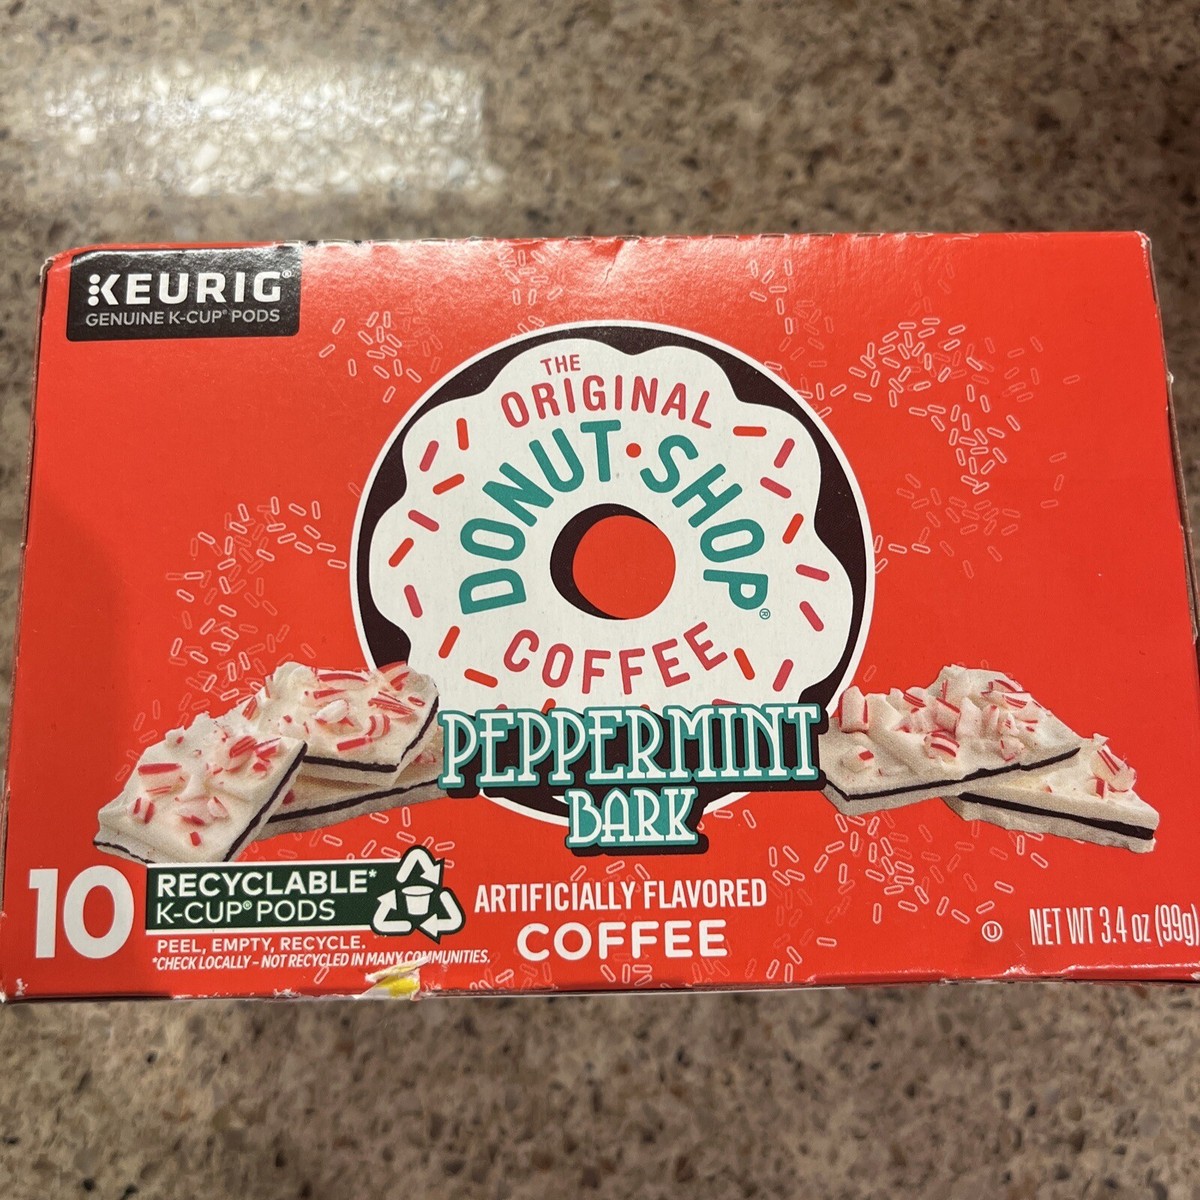 KEURIG®
GENUINE K-CUP® PODS
THE
ORIGINAL
DONUT·SHOP®
COFFEE
PEPPERMINT
BARK
10
RECYCLABLE*
K-CUP® PODS
PEEL, EMPTY, RECYCLE.
*CHECK LOCALLY – NOT RECYCLED IN MANY COMMUNITIES.
ARTIFICIALLY FLAVORED
COFFEE
U
NET WT 3.4 oz (99g)